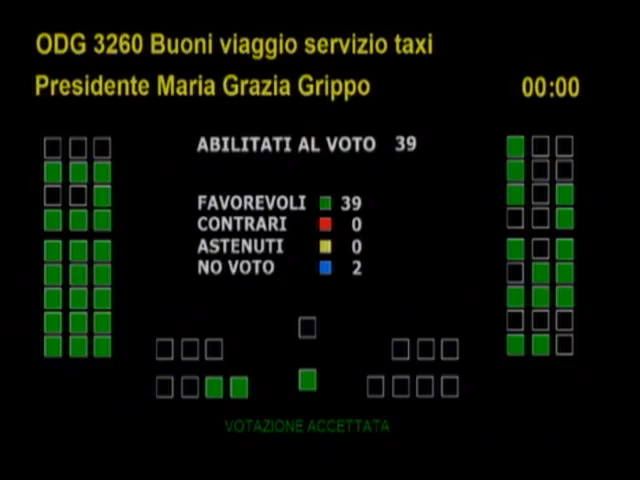 ODG 3260 Buoni viaggio servizio taxi
Presidente Maria Grazia Grippo 00:00
ABILITATI AL VOTO 39
FAVOREVOLI 39
CONTRARI 0
ASTENUTI 0
NO VOTO 2
VOTAZIONE ACCETTATA